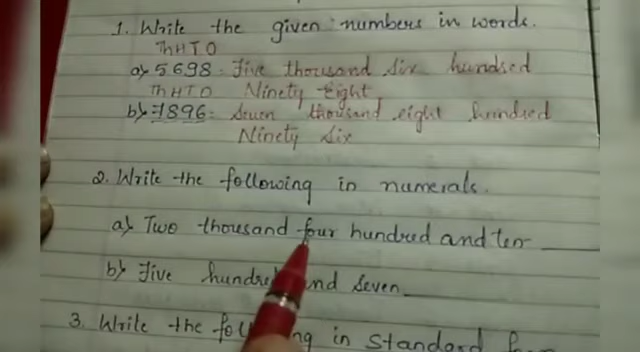 1. Write the given numbers in words.
Th H T O
a) 5698 = Five thousand Six hundred
Th H T O Ninety Eight
b) 7896 = Seven thousand eight hundred
Ninety Six
2. Write the following in numerals.
a) Two thousand four hundred and ten
b) Five hundred and Seven
3. Write the following in standard form